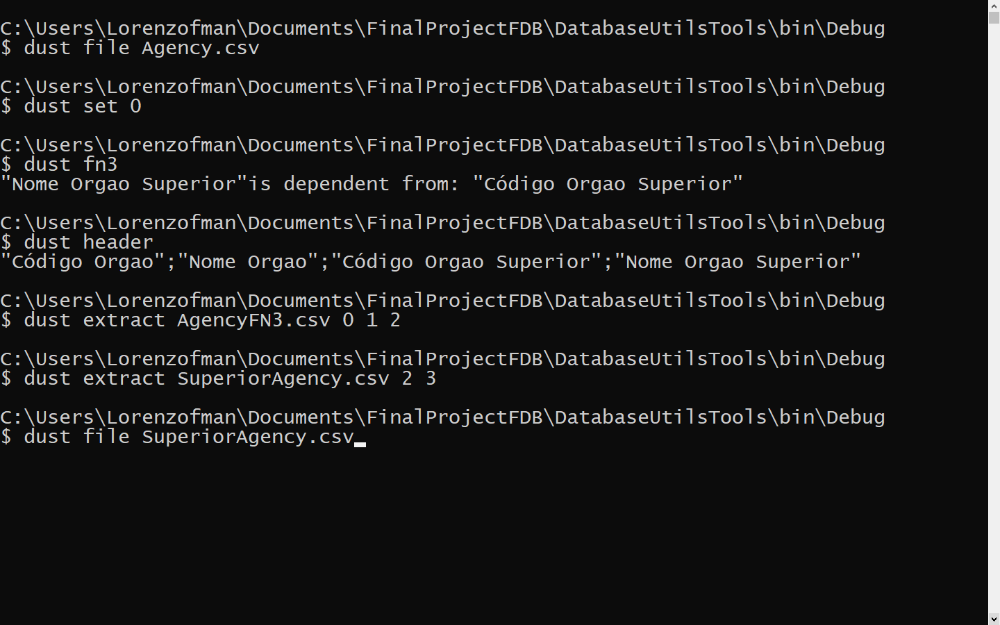 C:\Users\Lorenzofman\Documents\FinalProjectFDB\DatabaseUtilsTools\bin\Debug
$ dust file Agency.csv
C:\Users\Lorenzofman\Documents\FinalProjectFDB\DatabaseUtilsTools\bin\Debug
$ dust set 0
C:\Users\Lorenzofman\Documents\FinalProjectFDB\DatabaseUtilsTools\bin\Debug
$ dust fn3
"Nome Orgao Superior"is dependent from: "Código Orgao Superior"
C:\Users\Lorenzofman\Documents\FinalProjectFDB\DatabaseUtilsTools\bin\Debug
$ dust header
"Código Orgao";"Nome Orgao";"Código Orgao Superior";"Nome Orgao Superior"
C:\Users\Lorenzofman\Documents\FinalProjectFDB\DatabaseUtilsTools\bin\Debug
$ dust extract AgencyFN3.csv 0 1 2
C:\Users\Lorenzofman\Documents\FinalProjectFDB\DatabaseUtilsTools\bin\Debug
$ dust extract SuperiorAgency.csv 2 3
C:\Users\Lorenzofman\Documents\FinalProjectFDB\DatabaseUtilsTools\bin\Debug
$ dust file SuperiorAgency.csv